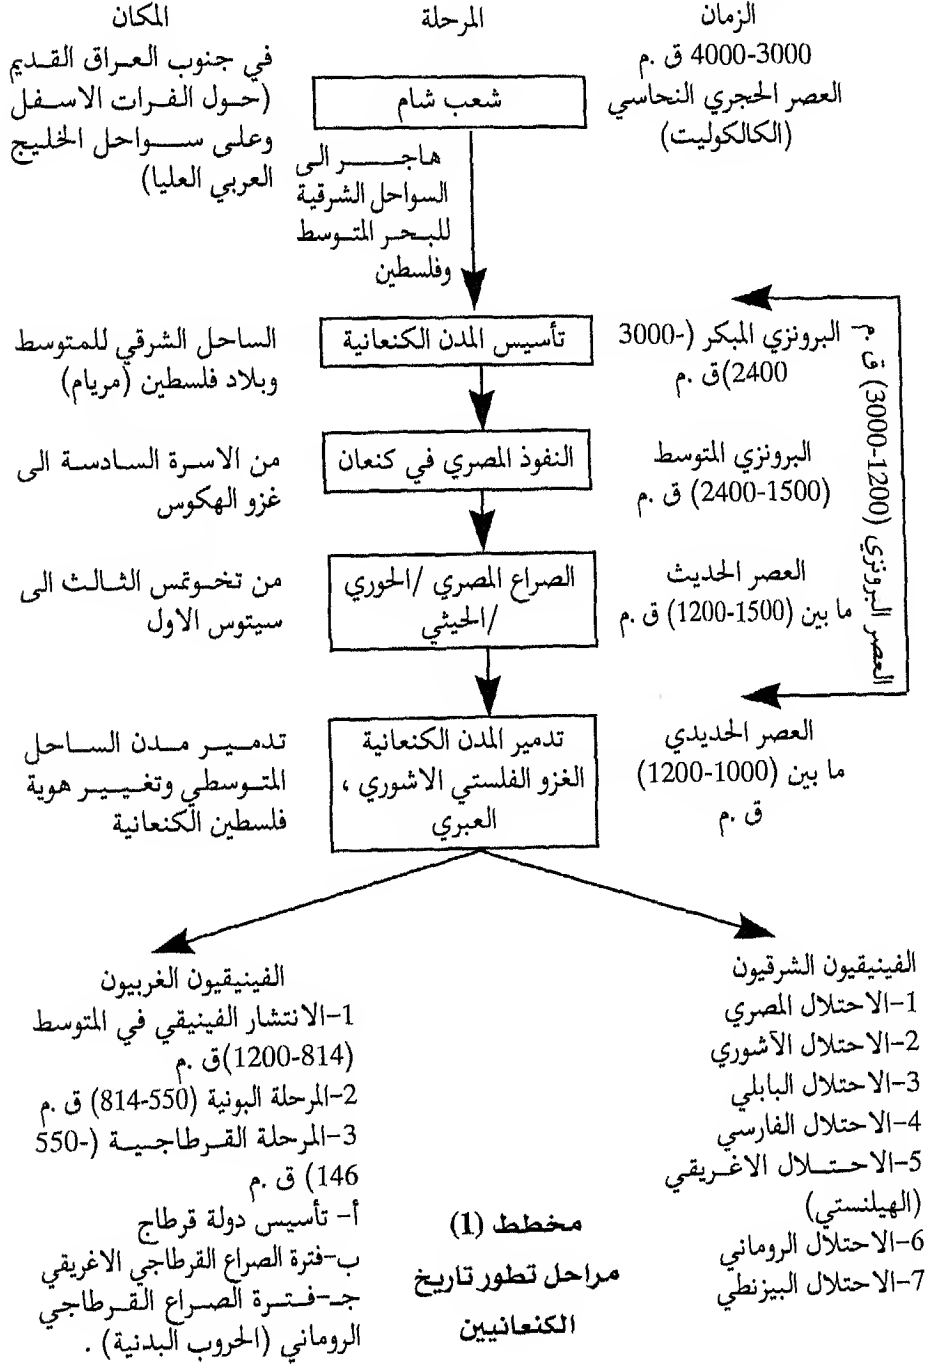 الزمان
4000-3000 ق .م
العصر الحجري النحاسي
(الكالكوليت)
المرحلة
شعب شام
المكان
في جنوب العراق القديم
(حول الفرات الاسفل
وعلى سواحل الخليج
العربي العليا)
هاجر الى
السواحل الشرقية
للبحر المتوسط
وفلسطين
العصر البرونزي (3000-1200) ق .م
البرونزي المبكر (-3000
2400)ق .م
تأسيس المدن الكنعانية
الساحل الشرقي للمتوسط
وبلاد فلسطين (مريام)
البرونزي المتوسط
(2400-1500) ق .م
النفوذ المصري في كنعان
من الاسرة السادسة الى
غزو الهكوس
العصر الحديث
ما بين (1500-1200) ق .م
الصراع المصري /الحوري
/الحيثي
من تخوتمس الثالث الى
سيتوس الاول
العصر الحديدي
ما بين (1200-1000)
ق .م
تدمير المدن الكنعانية
الغزو الفلستي الاشوري ،
العبري
تدمير مدن الساحل
المتوسطي وتغيير هوية
فلسطين الكنعانية
الفينيقيون الشرقيون
1-الاحتلال المصري
2-الاحتلال الآشوري
3-الاحتلال البابلي
4-الاحتلال الفارسي
5-الاحتلال الاغريقي
(الهيلنستي)
6-الاحتلال الروماني
7-الاحتلال البيزنطي
الفينيقيون الغربيون
1-الانتشار الفينيقي في المتوسط
(1200-814)ق .م
2-المرحلة البونية (814-550) ق .م
3-المرحلة القرطاجية (-550
146) ق .م
أ- تأسيس دولة قرطاج
ب-فترة الصراع القرطاجي الاغريقي
جـ-فترة الصراع القرطاجي
الروماني (الحروب البدنية) .
مخطط (1)
مراحل تطور تاريخ
الكنعانيين